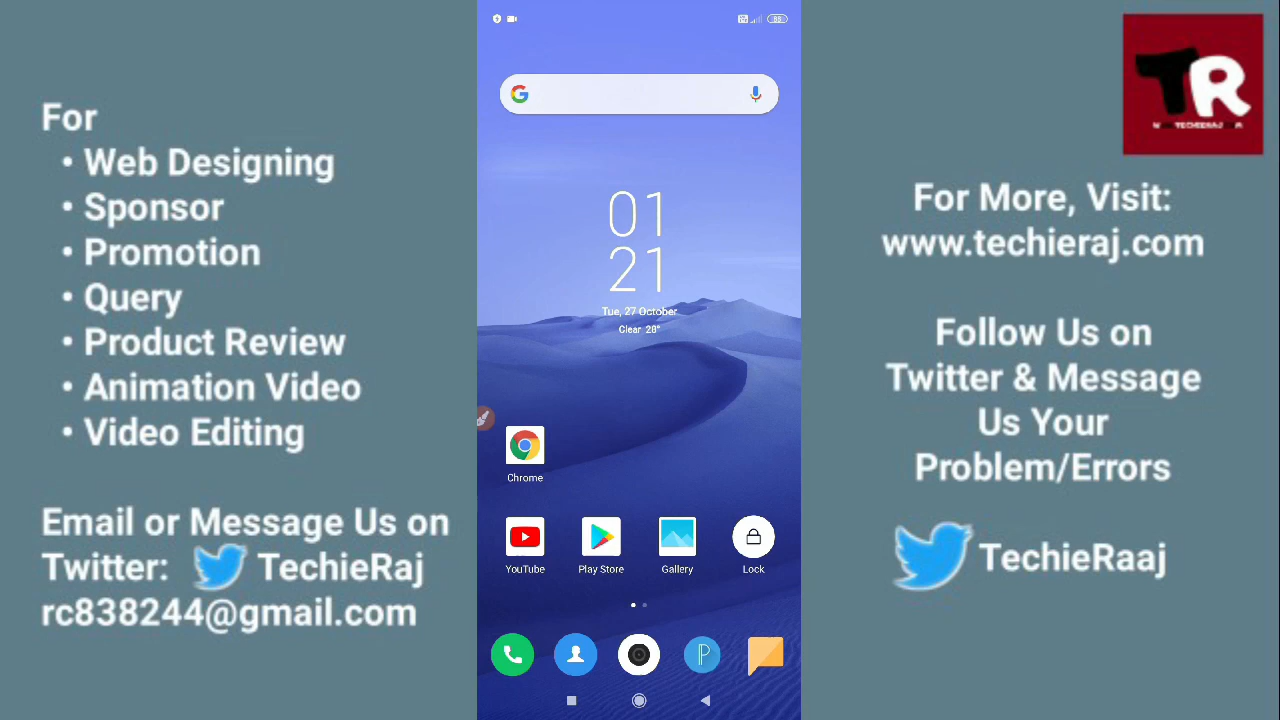 For
• Web Designing
• Sponsor
• Promotion
• Query
• Product Review
• Animation Video
• Video Editing
Email or Message Us on
Twitter: TechieRaj
rc838244@gmail.com
01
21
Tue, 27 October
Clear 28°
Chrome
YouTube
Play Store
Gallery
Lock
TR
For More, Visit:
www.techieraj.com
Follow Us on
Twitter & Message
Us Your
Problem/Errors
TechieRaaj